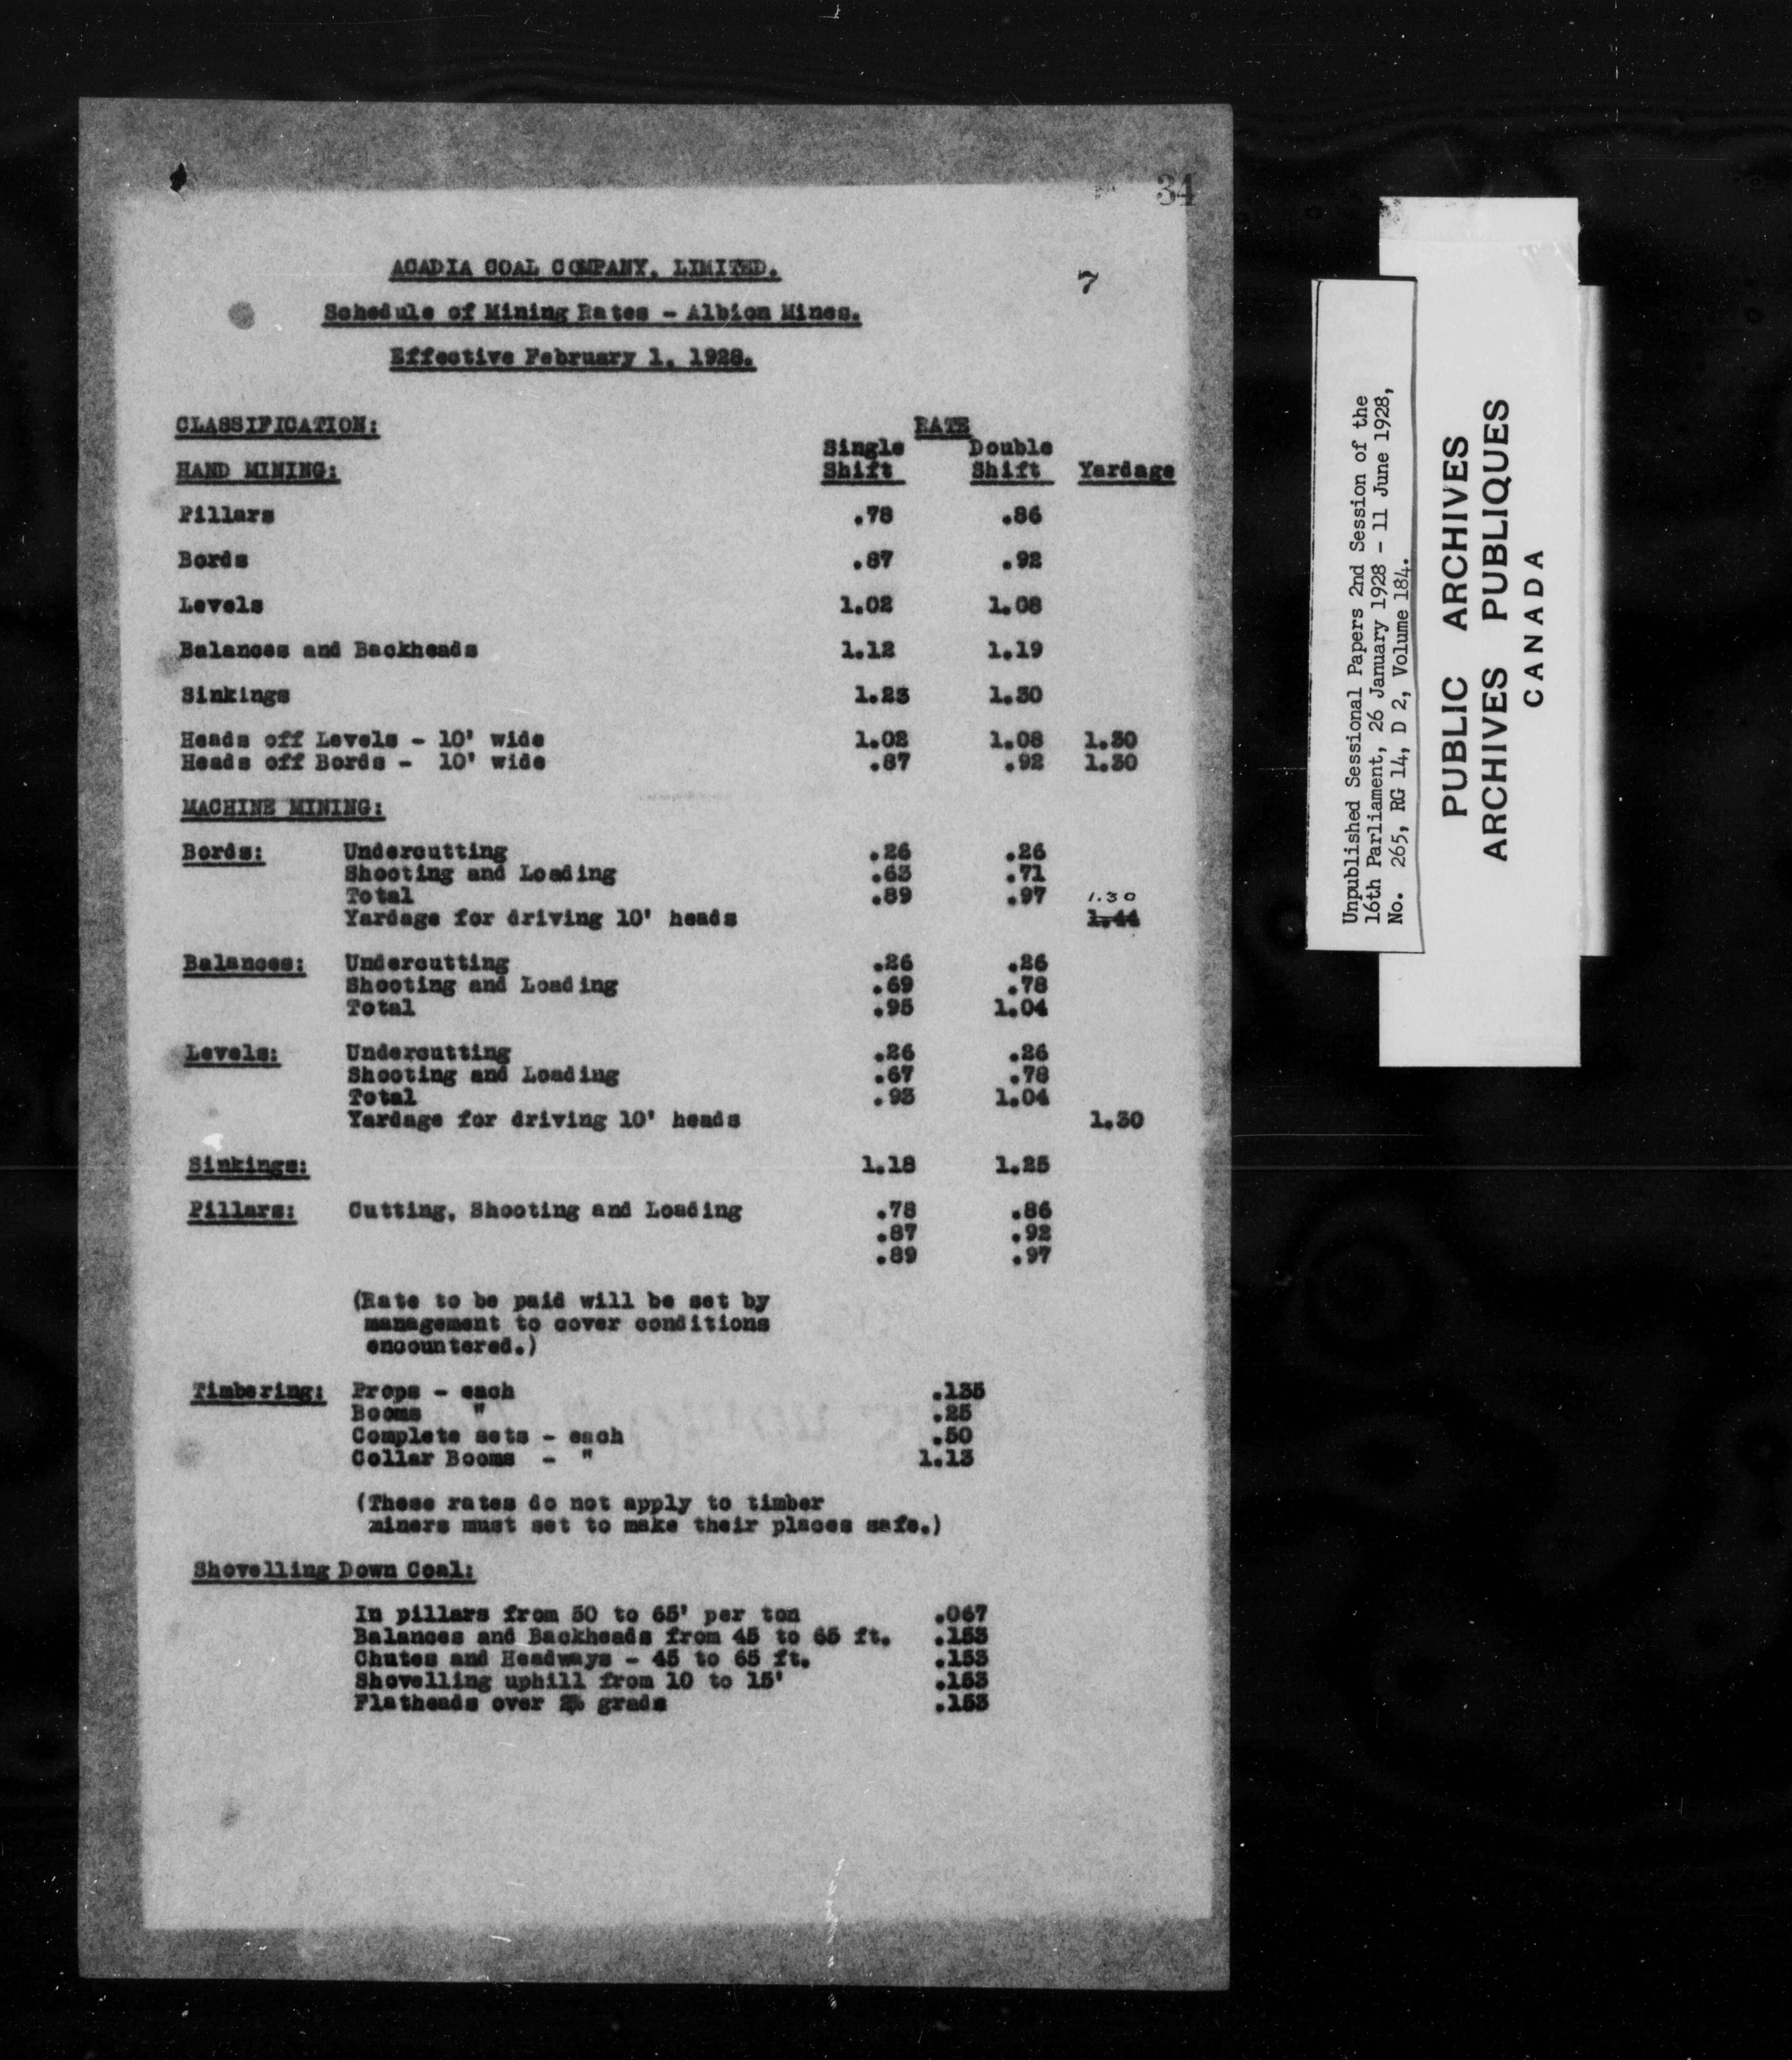 34
7
ACADIA COAL COMPANY, LIMITED.
Schedule of Mining Rates - Albion Mines.
Effective February 1, 1928.
CLASSIFICATION: RATE
Single Double
HAND MINING: Shift Shift Yardage
Pillars .78 .86
Bords .87 .92
Levels 1.02 1.08
Balances and Backheads 1.12 1.19
Sinkings 1.23 1.30
Heads off Levels - 10' wide 1.02 1.08 1.30
Heads off Bords - 10' wide .87 .92 1.30
MACHINE MINING:
Bords: Undercutting .26 .26
Shooting and Loading .63 .71
Total .89 .97 1.30
Yardage for driving 10' heads 1.44
Balances: Undercutting .26 .26
Shooting and Loading .69 .78
Total .95 1.04
Levels: Undercutting .26 .26
Shooting and Loading .67 .78
Total .93 1.04
Yardage for driving 10' heads 1.30
Sinkings: 1.18 1.25
Pillars: Cutting, Shooting and Loading .78 .86
.87 .92
.89 .97
(Rate to be paid will be set by
management to cover conditions
encountered.)
Timbering: Props - each .135
Booms " .25
Complete sets - each .50
Collar Booms - " 1.13
(These rates do not apply to timber
miners must set to make their places safe.)
Shovelling Down Coal:
In pillars from 50 to 65' per ton .067
Balances and Backheads from 45 to 65 ft. .153
Chutes and Headways - 45 to 65 ft. .153
Shovelling uphill from 10 to 15' .153
Flatheads over 2% grade .153
Unpublished Sessional Papers 2nd Session of the
16th Parliament, 26 January 1928 - 11 June 1928,
No. 265, RG 14, D 2, Volume 184.
PUBLIC ARCHIVES
ARCHIVES PUBLIQUES
CANADA